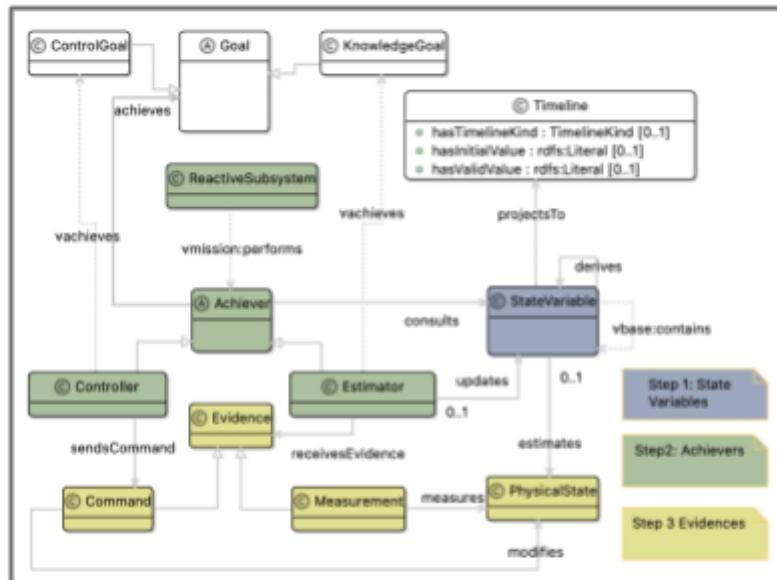 C ControlGoal
A Goal
C KnowledgeGoal
achieves
C Timeline
hasTimelineKind : TimelineKind [0..1]
hasInitialValue : rdfs:Literal [0..1]
hasValidValue : rdfs:Literal [0..1]
C ReactiveSubsystem
vachieves
projectsTo
vachieves
vmission:performs
derives
A Achiever
C StateVariable
consults
vbase:contains
C Controller
C Estimator
updates
0..1
0..1
Step 1: State
Variables
C Evidence
sendsCommand
receivesEvidence
estimates
Step2: Achievers
C Command
C Measurement
measures
C PhysicalState
Step 3 Evidences
modifies